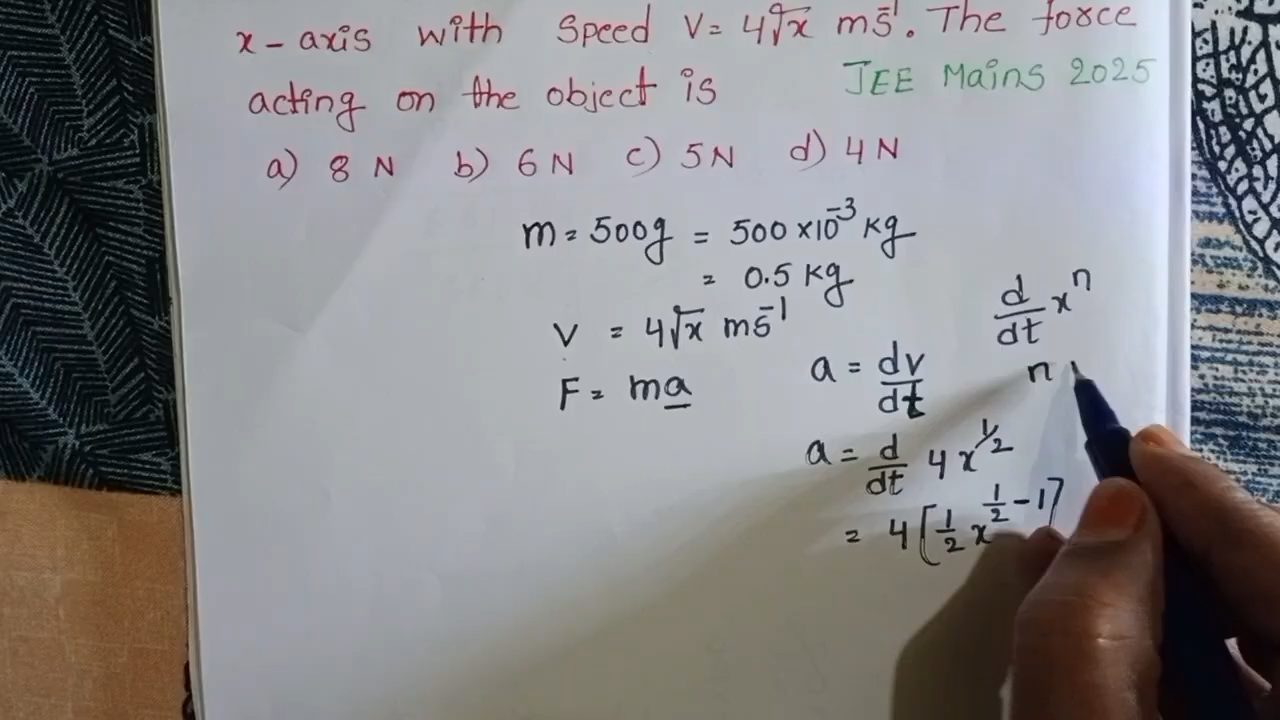 x-axis with Speed V= 4√x ms⁻¹. The force
acting on the object is JEE Mains 2025
a) 8 N b) 6 N c) 5 N d) 4 N
m = 500g = 500 x10⁻³ kg
= 0.5 kg
V = 4√x ms⁻¹
d/dt xⁿ
F = ma
a = dv/dt
n
a = d/dt 4x^1/2
= 4[1/2 x^1/2-1]